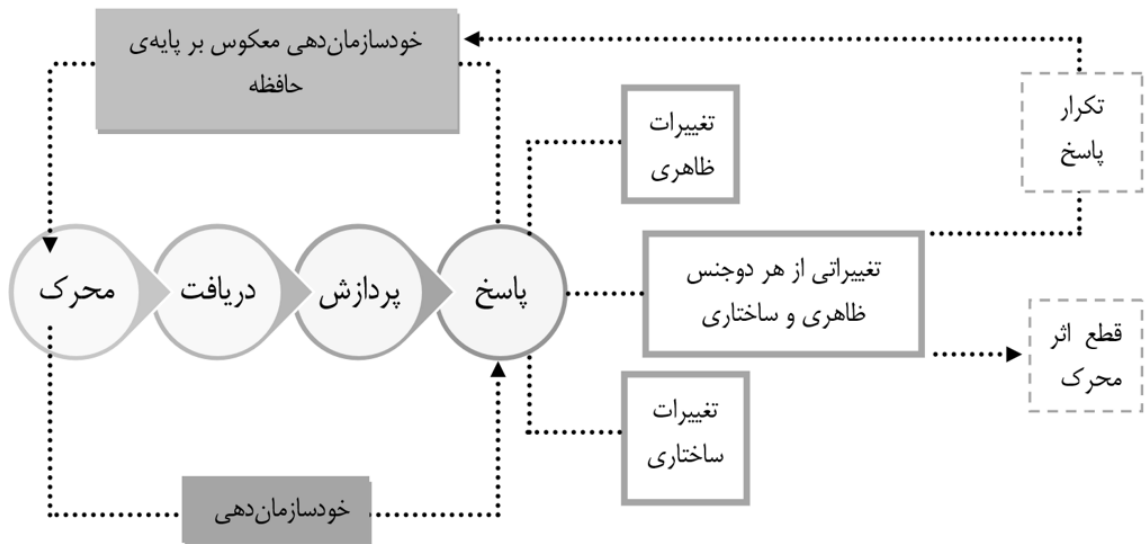 خودسازمان‌دهی معکوس بر پایه‌ی
حافظه
تکرار
پاسخ
تغییرات
ظاهری
محرک
دریافت
پردازش
پاسخ
تغییراتی از هر دوجنس
ظاهری و ساختاری
قطع اثر
محرک
تغییرات
ساختاری
خودسازمان‌دهی